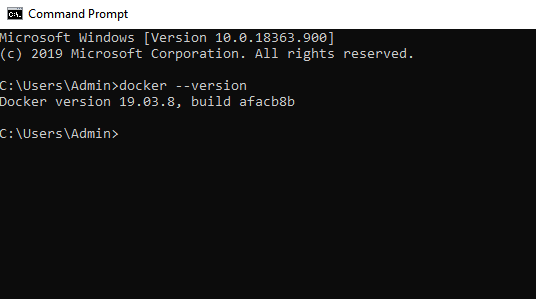 Command Prompt
Microsoft Windows [Version 10.0.18363.900]
(c) 2019 Microsoft Corporation. All rights reserved.
C:\Users\Admin>docker --version
Docker version 19.03.8, build afacb8b
C:\Users\Admin>